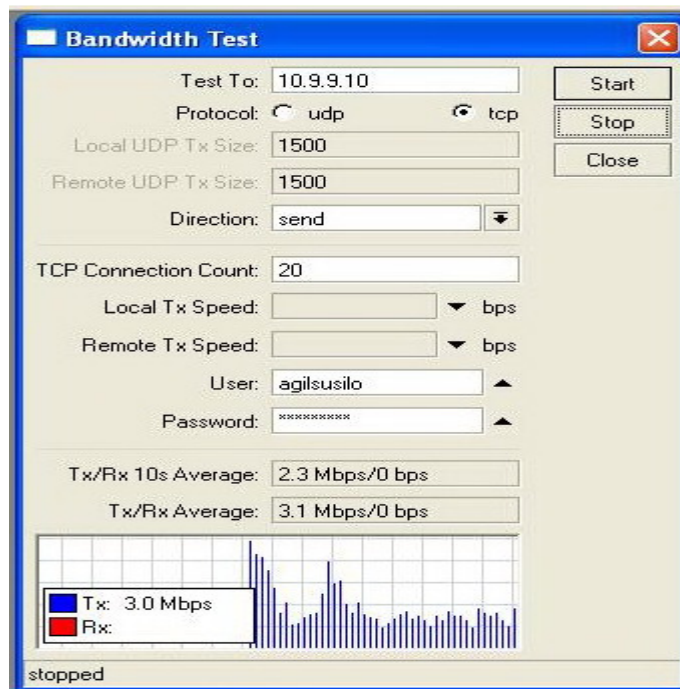 Bandwidth Test
Test To: 10.9.9.10
Start
Protocol: udp tcp
Stop
Local UDP Tx Size: 1500
Close
Remote UDP Tx Size: 1500
Direction: send
TCP Connection Count: 20
Local Tx Speed: bps
Remote Tx Speed: bps
User: agilsusilo
Password: *********
Tx/Rx 10s Average: 2.3 Mbps/0 bps
Tx/Rx Average: 3.1 Mbps/0 bps
Tx: 3.0 Mbps
Rx:
stopped